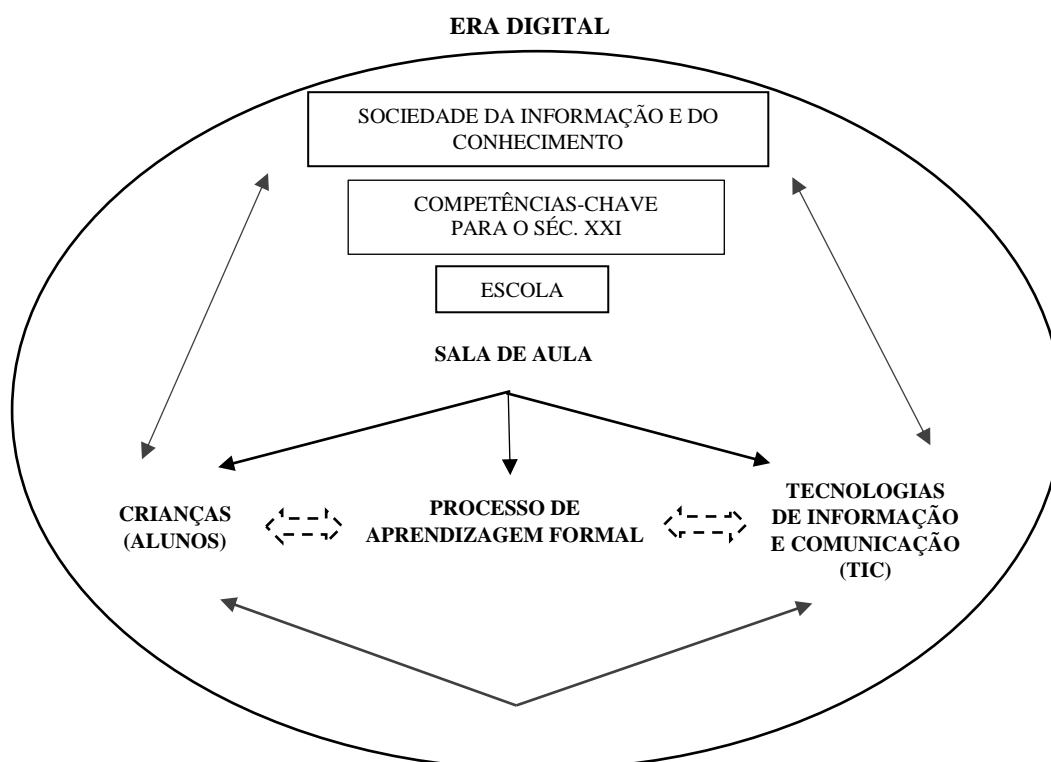 ERA DIGITAL
SOCIEDADE DA INFORMAÇÃO E DO
CONHECIMENTO
COMPETÊNCIAS-CHAVE
PARA O SÉC. XXI
ESCOLA
SALA DE AULA
CRIANÇAS
(ALUNOS)
PROCESSO DE
APRENDIZAGEM FORMAL
TECNOLOGIAS
DE INFORMAÇÃO
E COMUNICAÇÃO
(TIC)